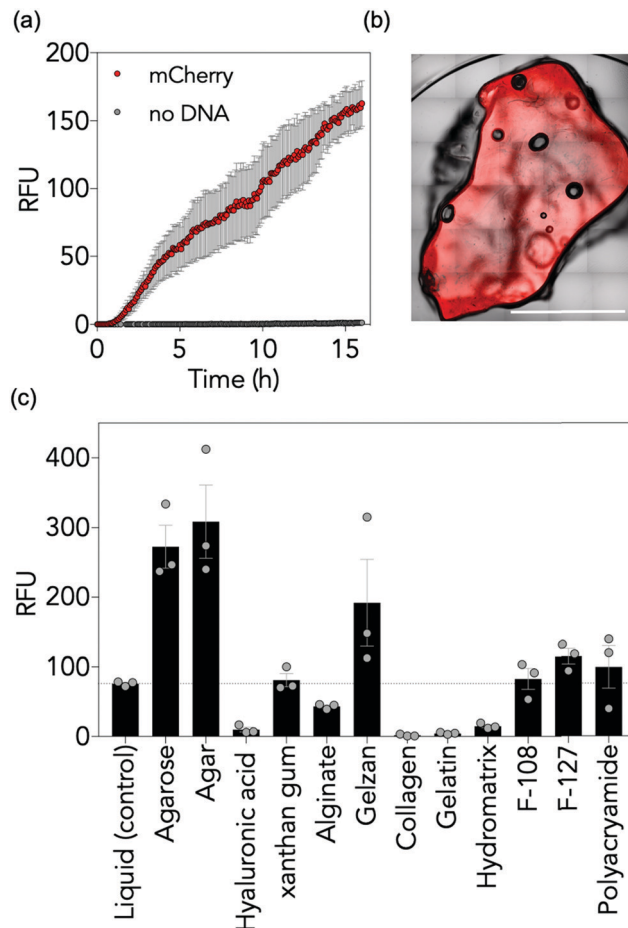 (a)
200
150
100
50
0
RFU
mCherry
no DNA
0
5
10
15
Time (h)
(b)
(c)
400
300
200
100
0
RFU
Liquid (control)
Agarose
Agar
Hyaluronic acid
xanthan gum
Alginate
Gelzan
Collagen
Gelatin
Hydromatrix
F-108
F-127
Polyacryamide